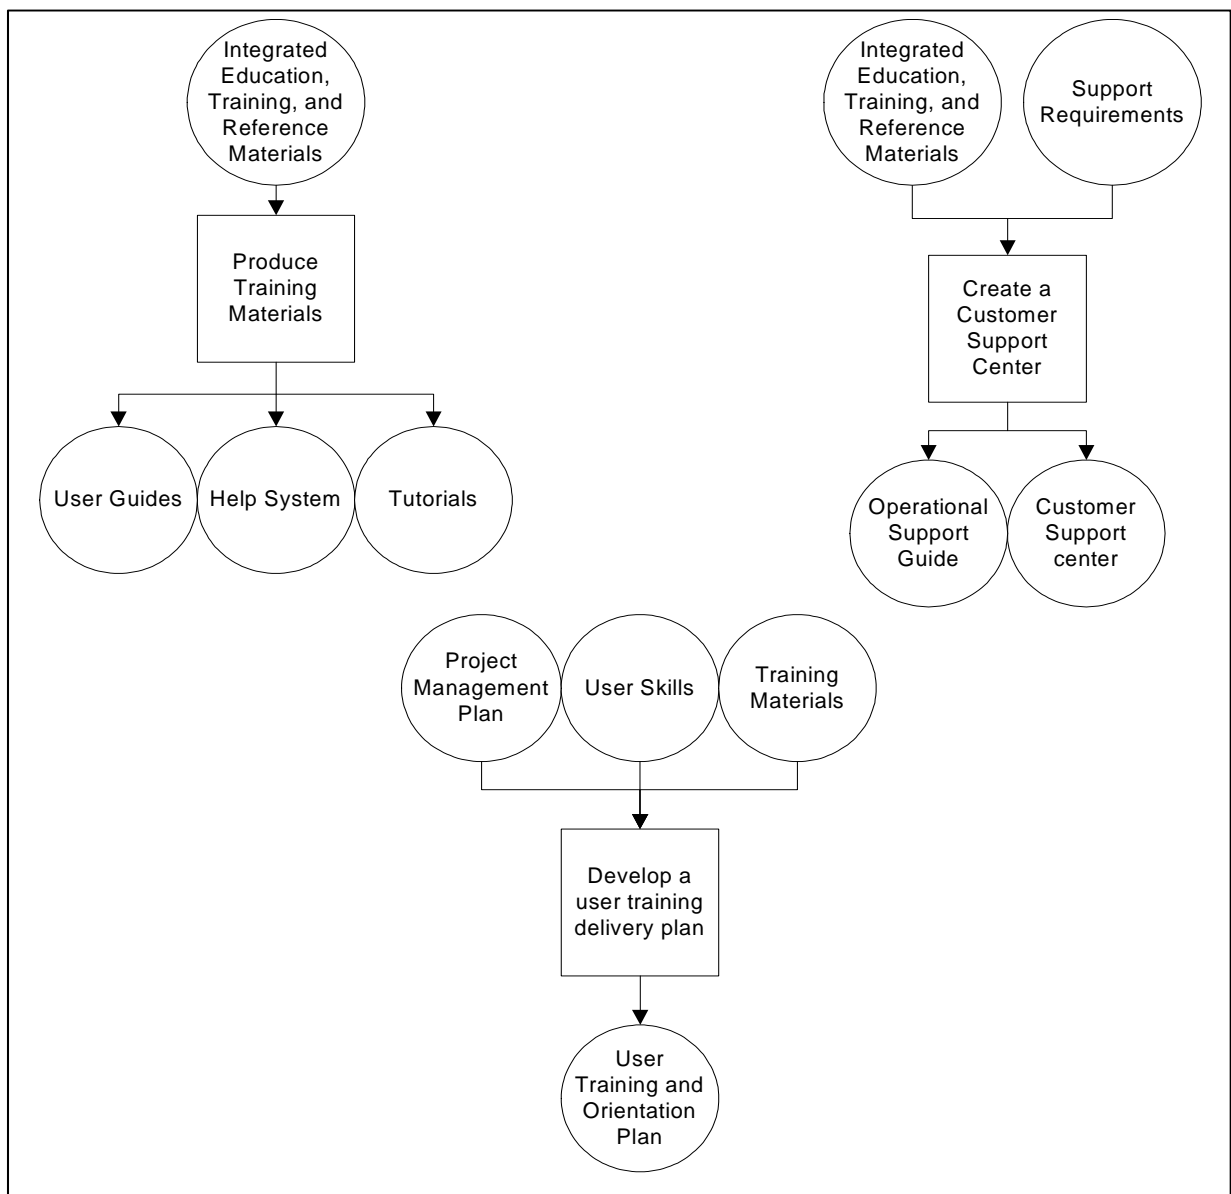 Integrated
Education,
Training, and
Reference
Materials
Produce
Training
Materials
User Guides
Help System
Tutorials
Integrated
Education,
Training, and
Reference
Materials
Support
Requirements
Create a
Customer
Support
Center
Operational
Support
Guide
Customer
Support
center
Project
Management
Plan
User Skills
Training
Materials
Develop a
user training
delivery plan
User
Training and
Orientation
Plan